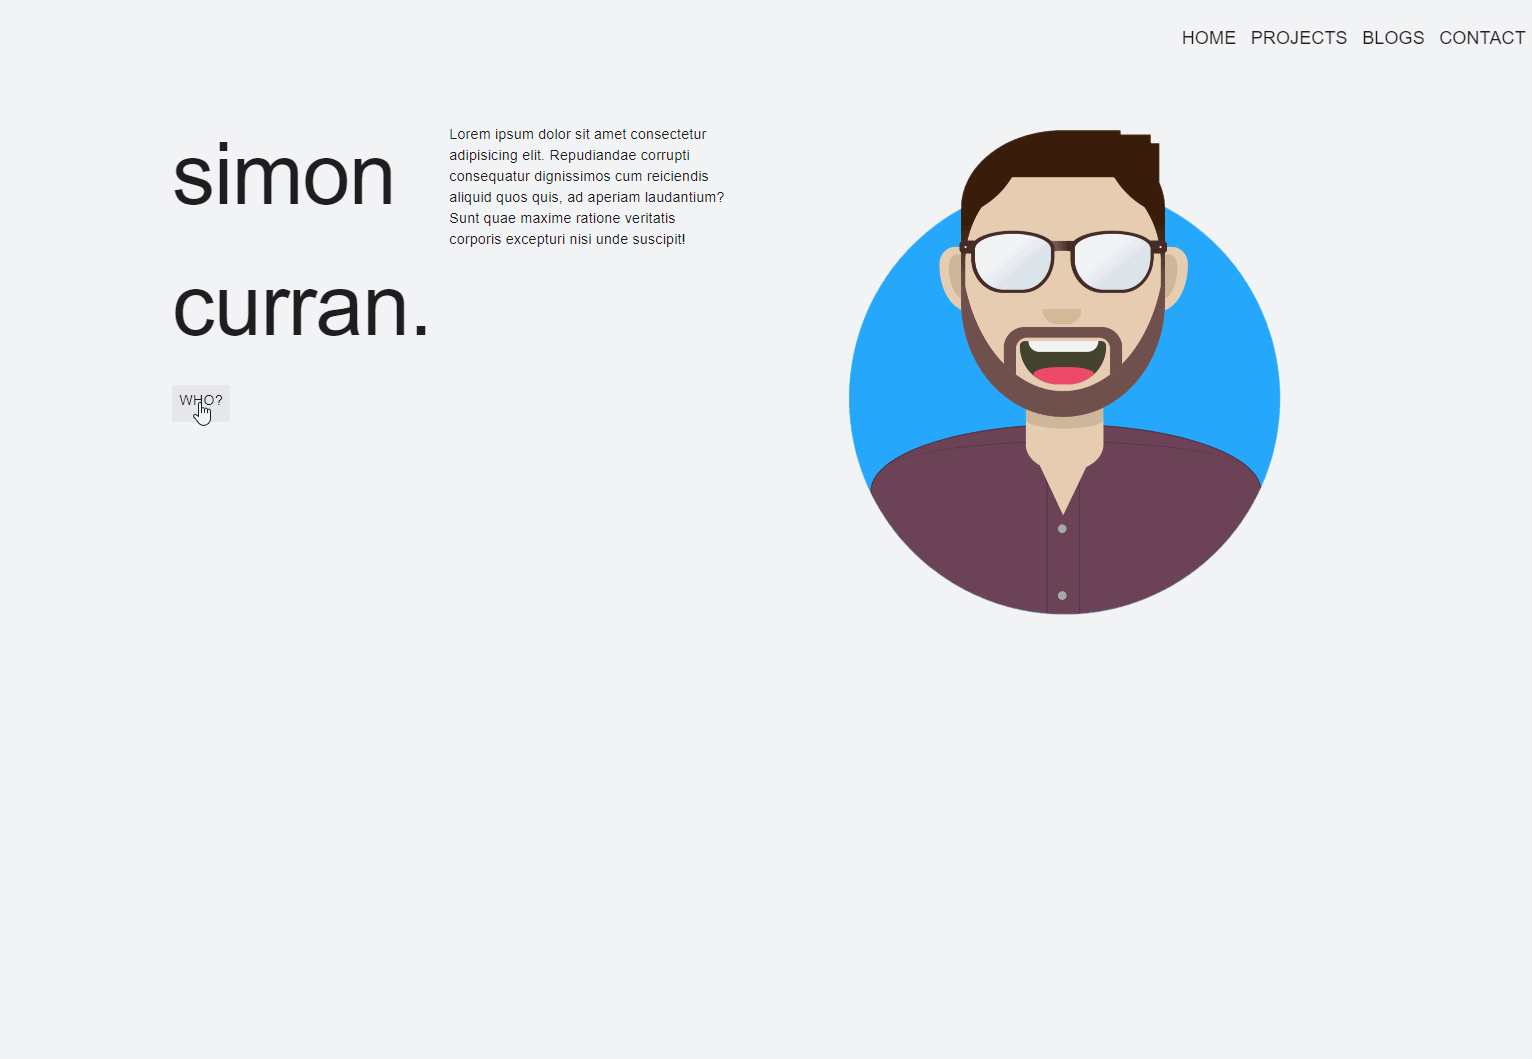 HOME PROJECTS BLOGS CONTACT
simon
curran.
Lorem ipsum dolor sit amet consectetur
adipisicing elit. Repudiandae corrupti
consequatur dignissimos cum reiciendis
aliquid quos quis, ad aperiam laudantium?
Sunt quae maxime ratione veritatis
corporis excepturi nisi unde suscipit!
WHO?